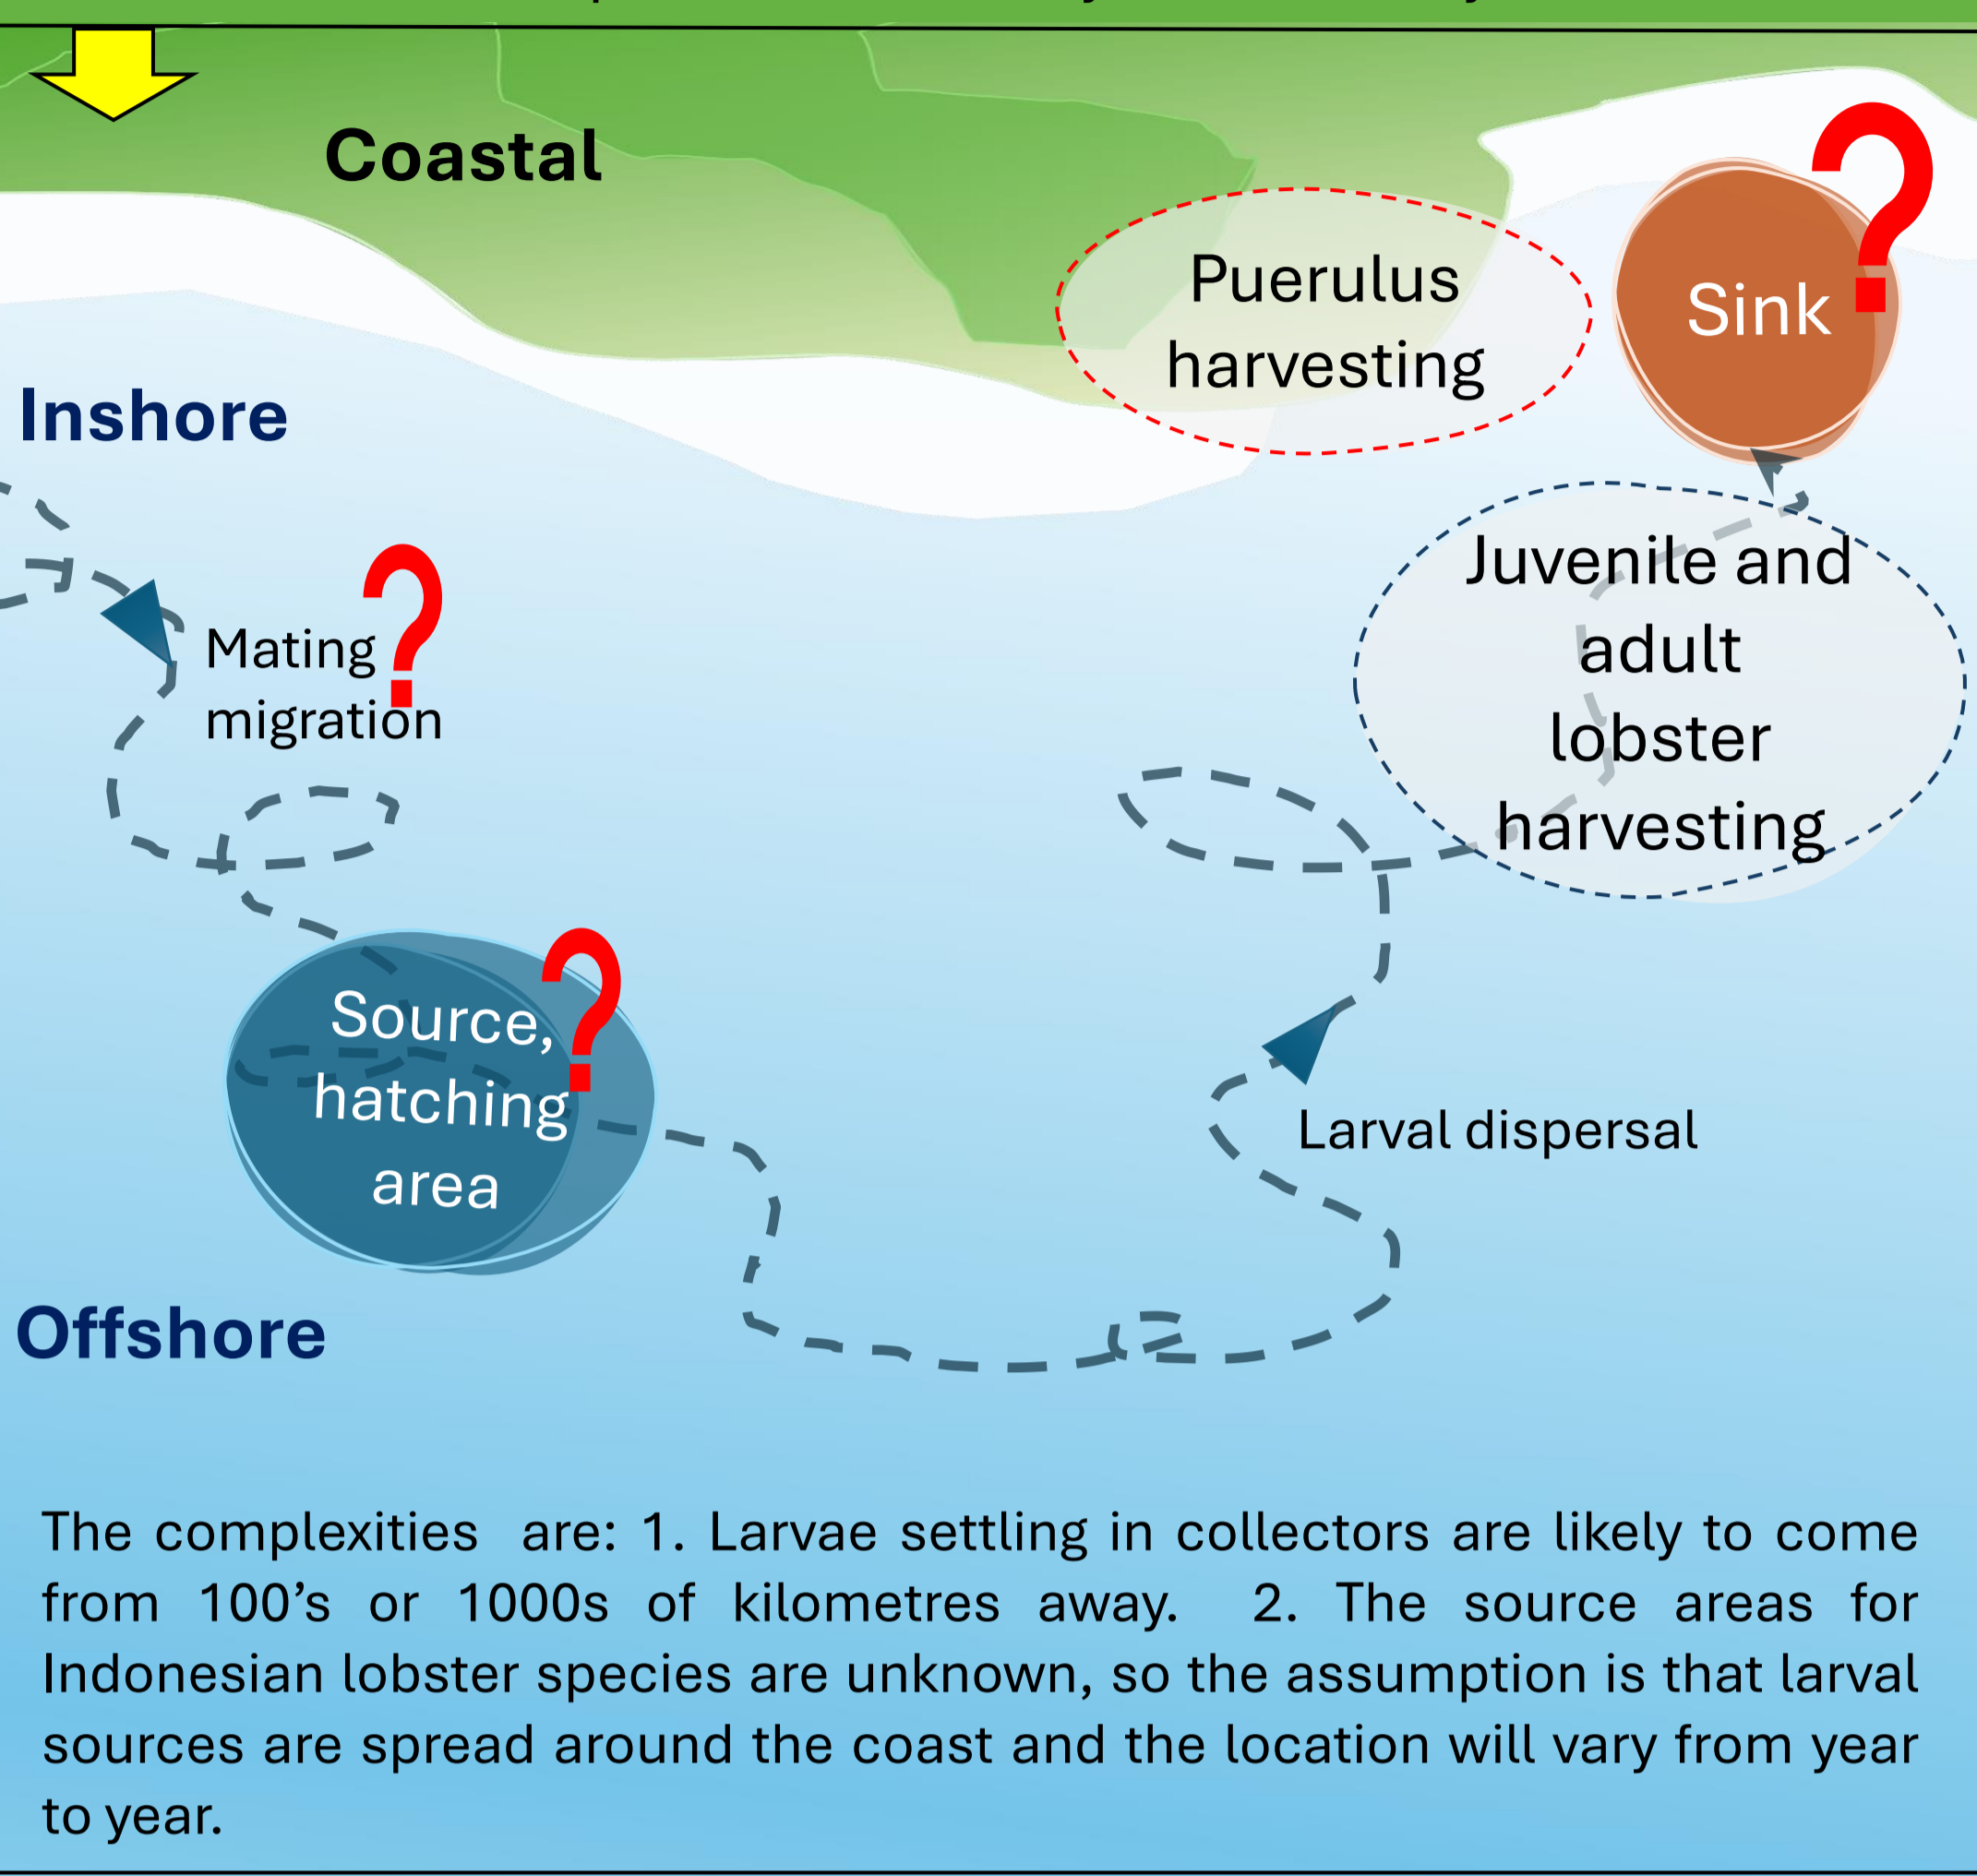 Coastal
Puerulus
harvesting
Sink
?
Inshore
Juvenile and
adult
lobster
harvesting
Mating
migration
?
Source,
hatching
area
?
Larval dispersal
Offshore
The complexities are: 1. Larvae settling in collectors are likely to come
from 100’s or 1000s of kilometres away. 2. The source areas for
Indonesian lobster species are unknown, so the assumption is that larval
sources are spread around the coast and the location will vary from year
to year.